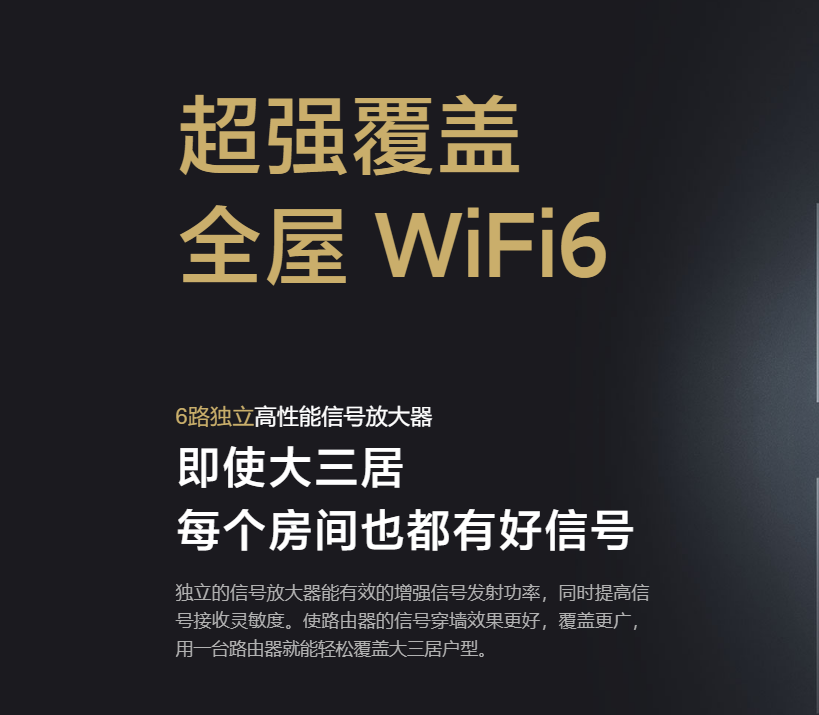 超强覆盖
全屋 WiFi6
6路独立高性能信号放大器
即使大三居
每个房间也都有好信号
独立的信号放大器能有效的增强信号发射功率，同时提高信
号接收灵敏度。使路由器的信号穿墙效果更好，覆盖更广，
用一台路由器就能轻松覆盖大三居户型。